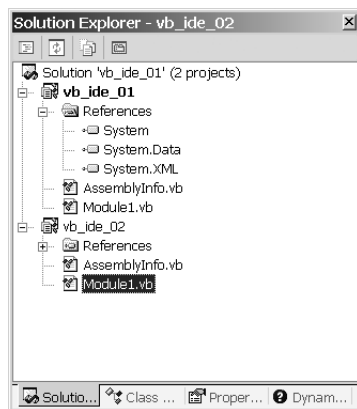 Solution Explorer - vb_ide_02
Solution 'vb_ide_01' (2 projects)
vb_ide_01
References
System
System.Data
System.XML
AssemblyInfo.vb
Module1.vb
vb_ide_02
References
AssemblyInfo.vb
Module1.vb
Solutio... Class ... Proper... Dynam...